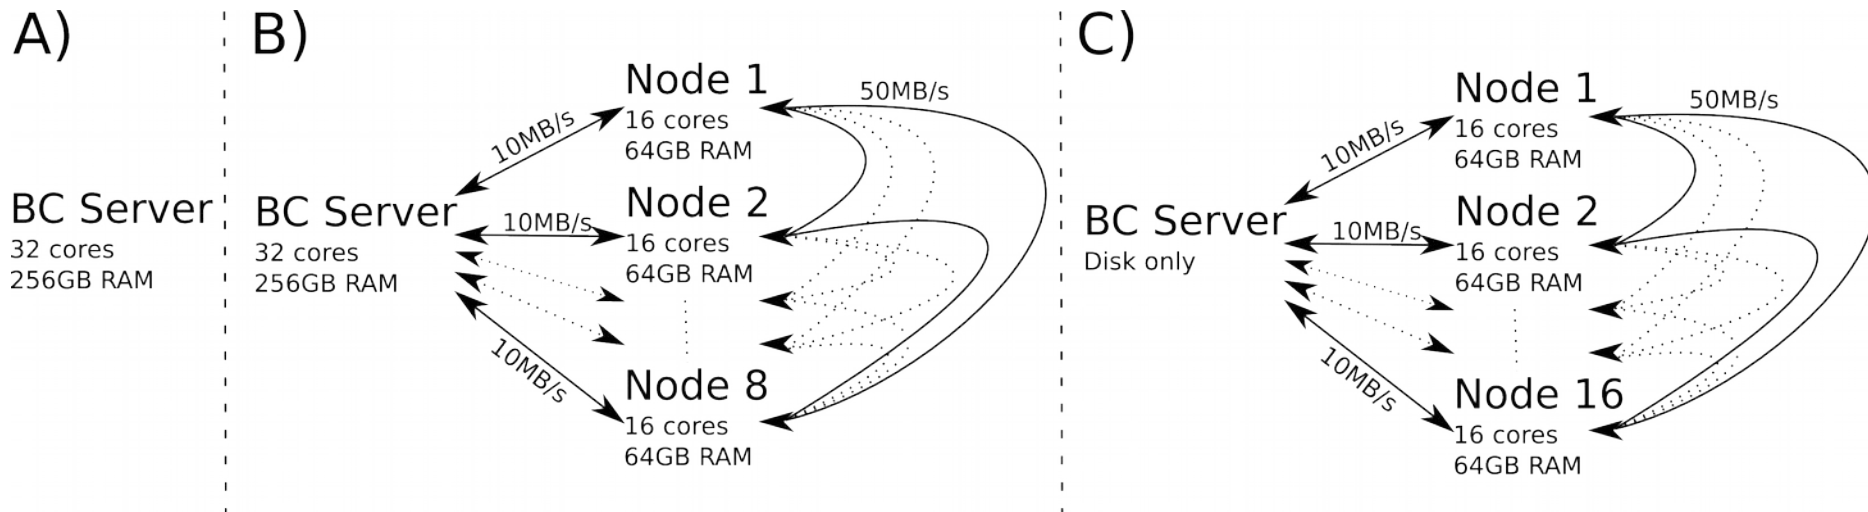 A)
BC Server
32 cores
256GB RAM
B)
BC Server
32 cores
256GB RAM
10MB/s
10MB/s
10MB/s
Node 1
16 cores
64GB RAM
Node 2
16 cores
64GB RAM
Node 8
16 cores
64GB RAM
50MB/s
C)
BC Server
Disk only
10MB/s
10MB/s
10MB/s
Node 1
16 cores
64GB RAM
Node 2
16 cores
64GB RAM
Node 16
16 cores
64GB RAM
50MB/s